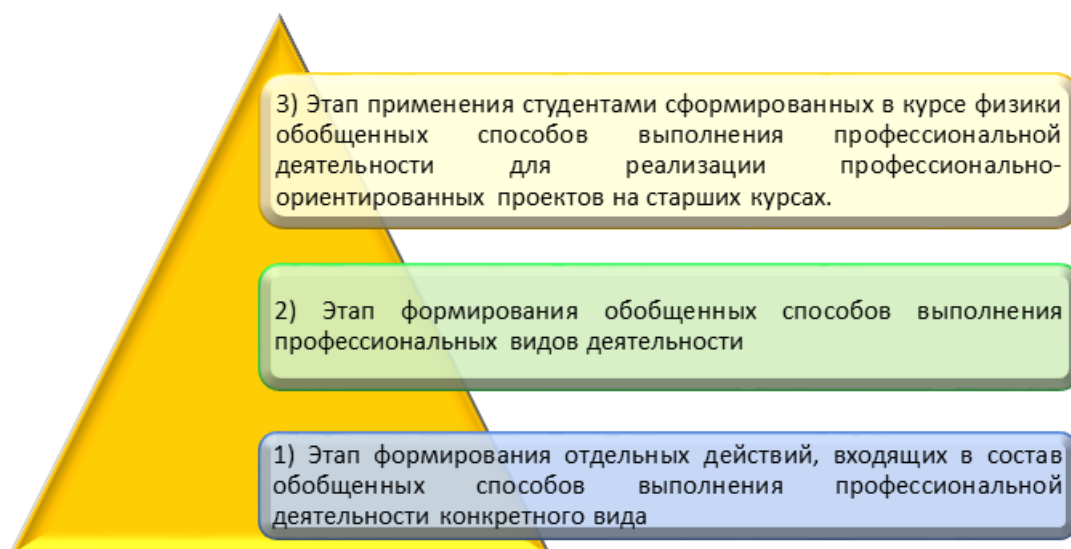 3) Этап применения студентами сформированных в курсе физики
обобщенных способов выполнения профессиональной
деятельности для реализации профессионально-
ориентированных проектов на старших курсах.
2) Этап формирования обобщенных способов выполнения
профессиональных видов деятельности
1) Этап формирования отдельных действий, входящих в состав
обобщенных способов выполнения профессиональной
деятельности конкретного вида